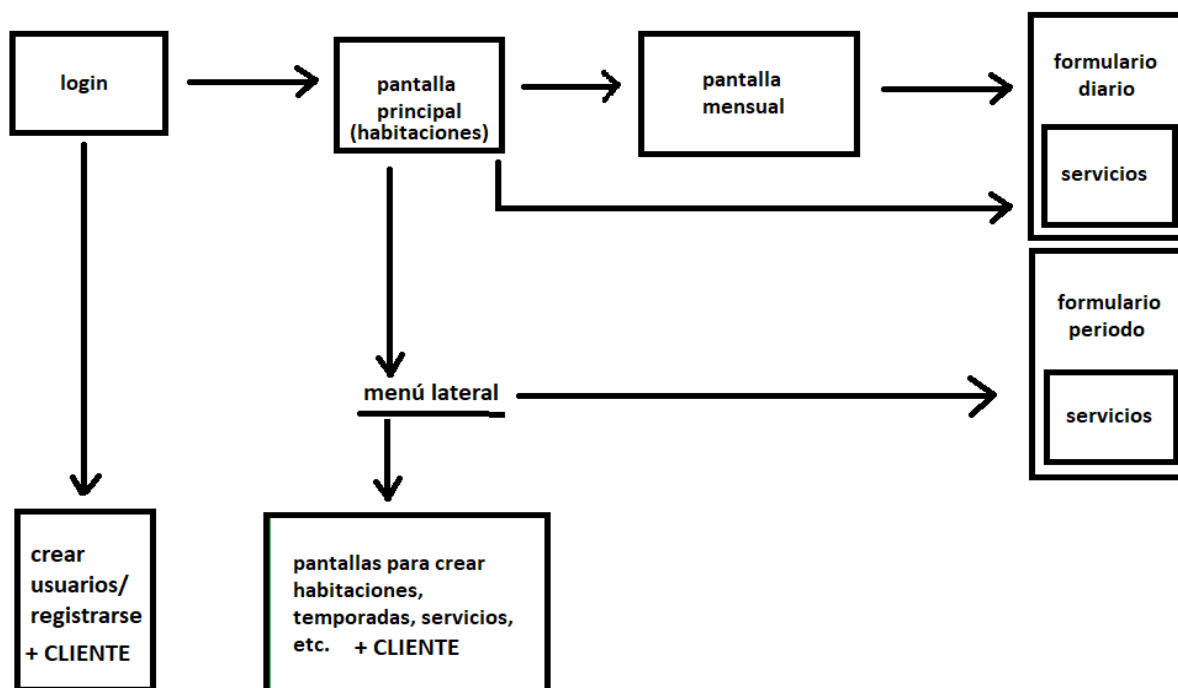 login
pantalla
principal
(habitaciones)
pantalla
mensual
formulario
diario
servicios
formulario
periodo
servicios
menú lateral
crear
usuarios/
registrarse
+ CLIENTE
pantallas para crear
habitaciones,
temporadas, servicios,
etc. + CLIENTE